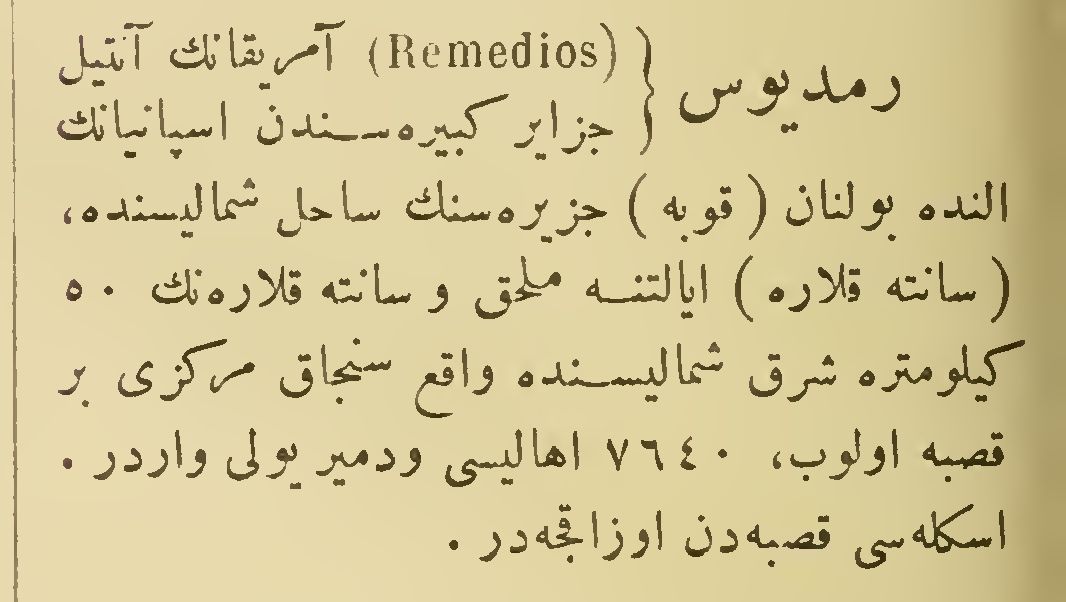 رمديوس { (Remedios) آمريقانك آنتيل
جزاير كبيره‌سندن اسپانيانك
النده بولنان ( قوبه ) جزيره‌سنك ساحل شماليسنده،
( سانته قلاره ) ايالتنه ملحق و سانته قلاره‌نك ٥٠
كيلومتره شرق شماليسنده واقع سنجاق مركزى بر
قصبه اولوب، ٧٦٤٠ اهاليسى ودمير يولى واردر .
اسكله‌سى قصبه‌دن اوزاقجه‌در .